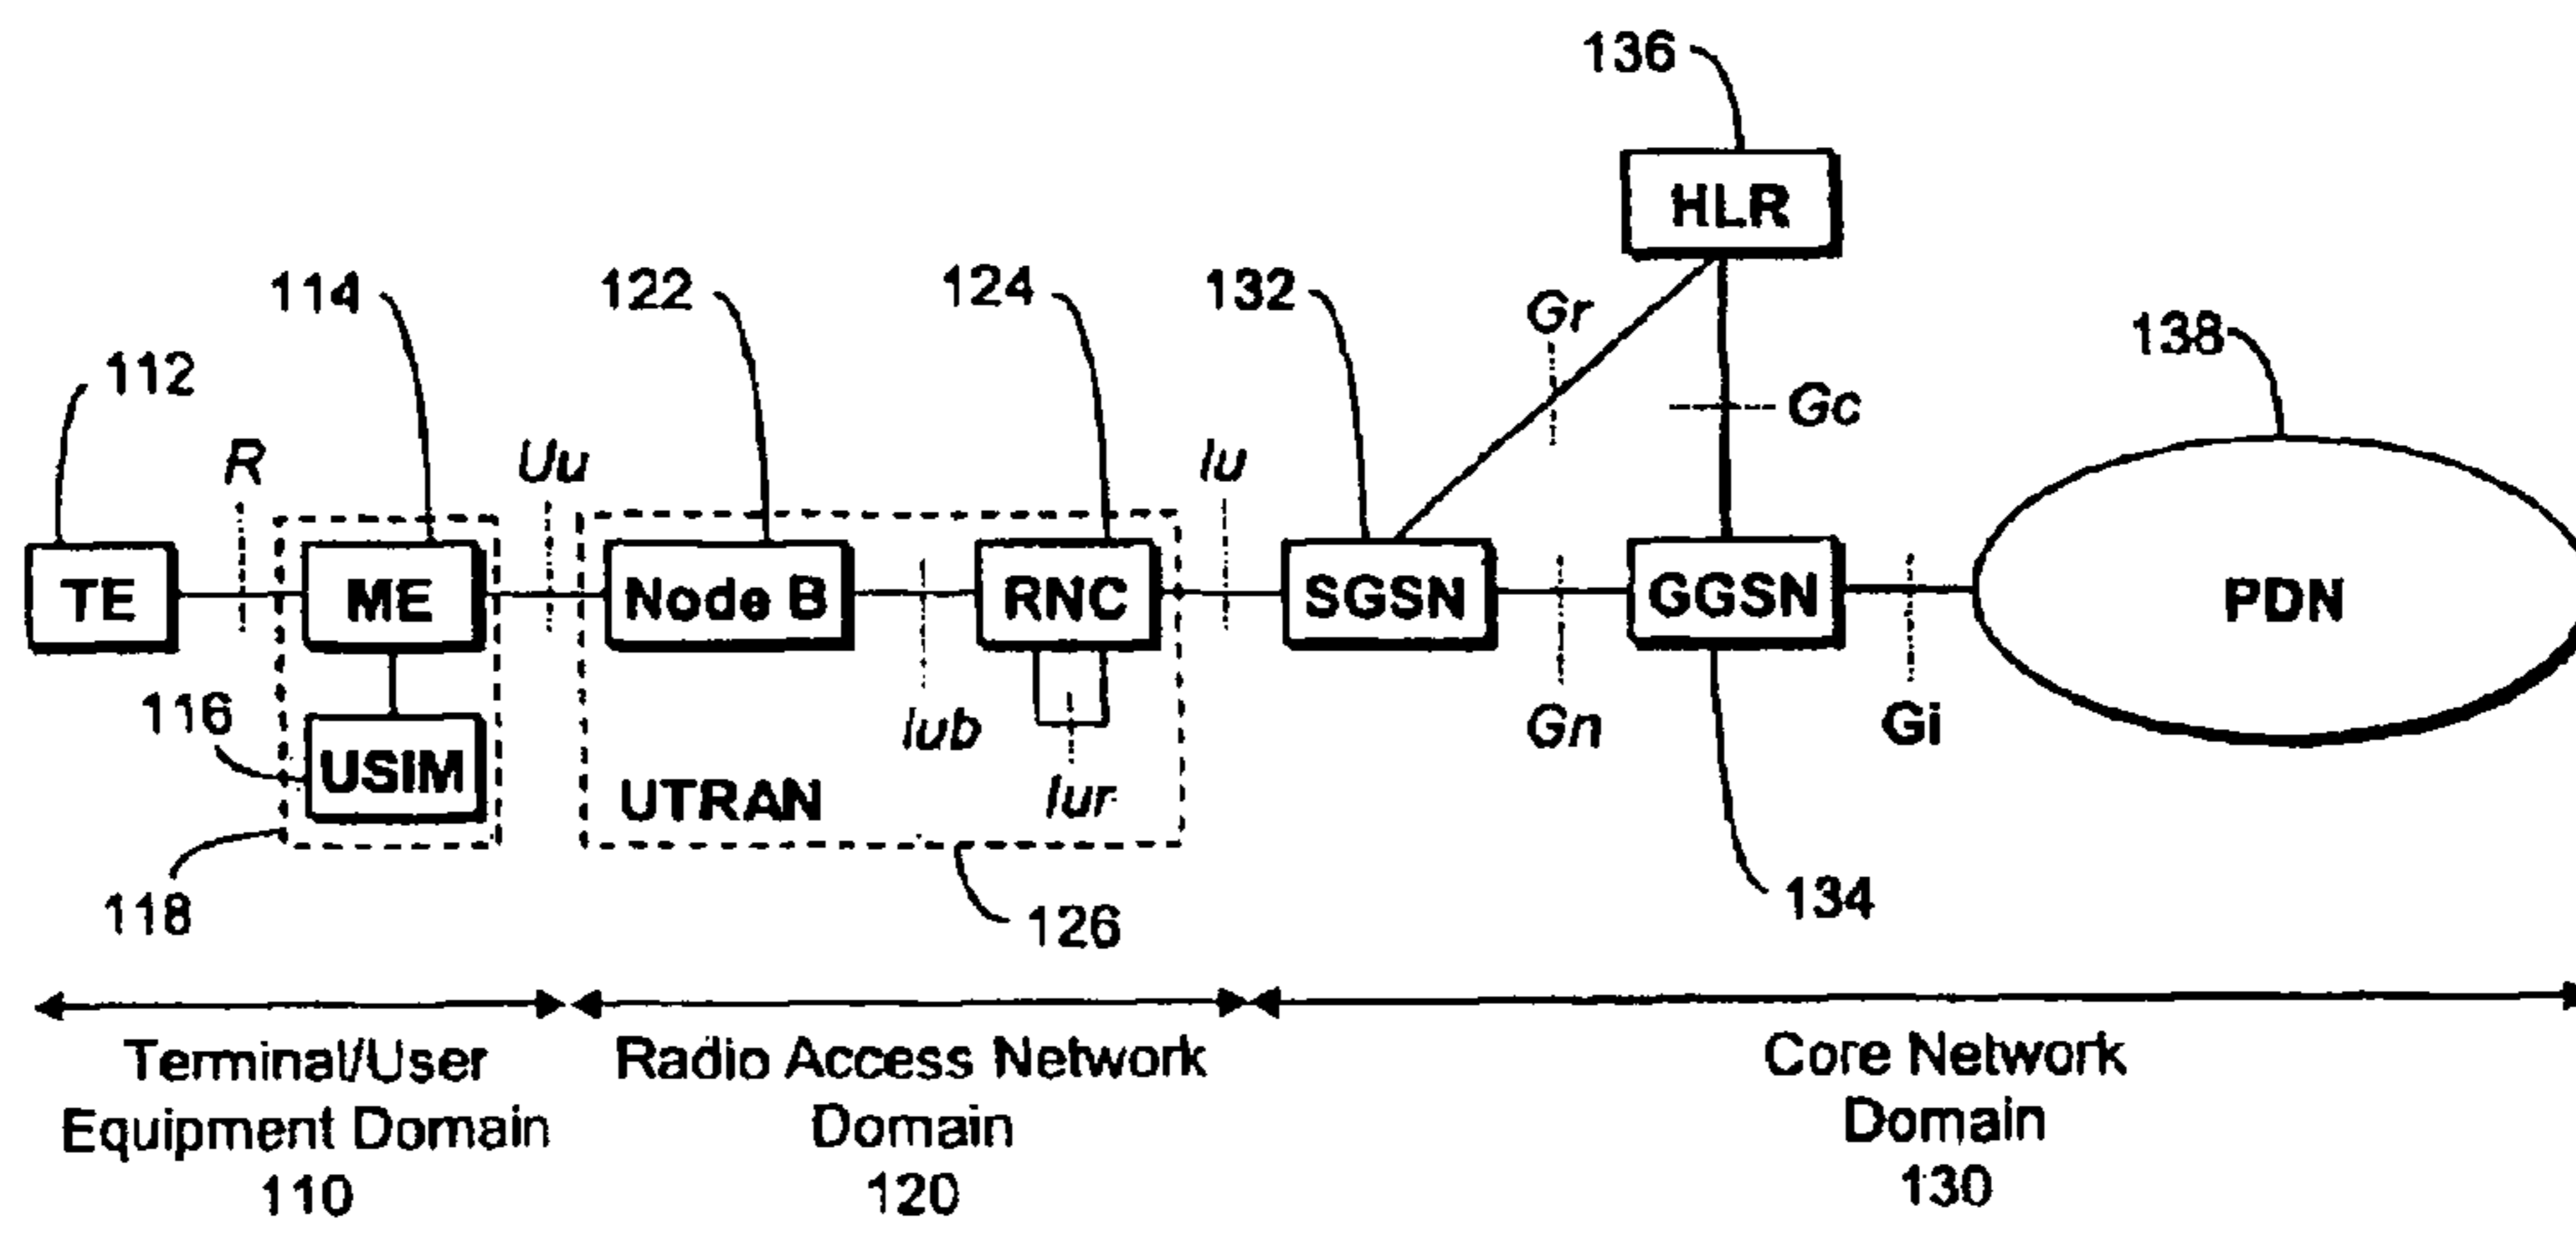 136
HLR
114
122
124
132
Gr
138
112
Gc
R
Uu
Iu
TE
ME
Node B
RNC
SGSN
GGSN
PDN
116
USIM
Iub
Gn
Gi
UTRAN
Iur
118
126
134
Terminal/User
Equipment Domain
110
Radio Access Network
Domain
120
Core Network
Domain
130